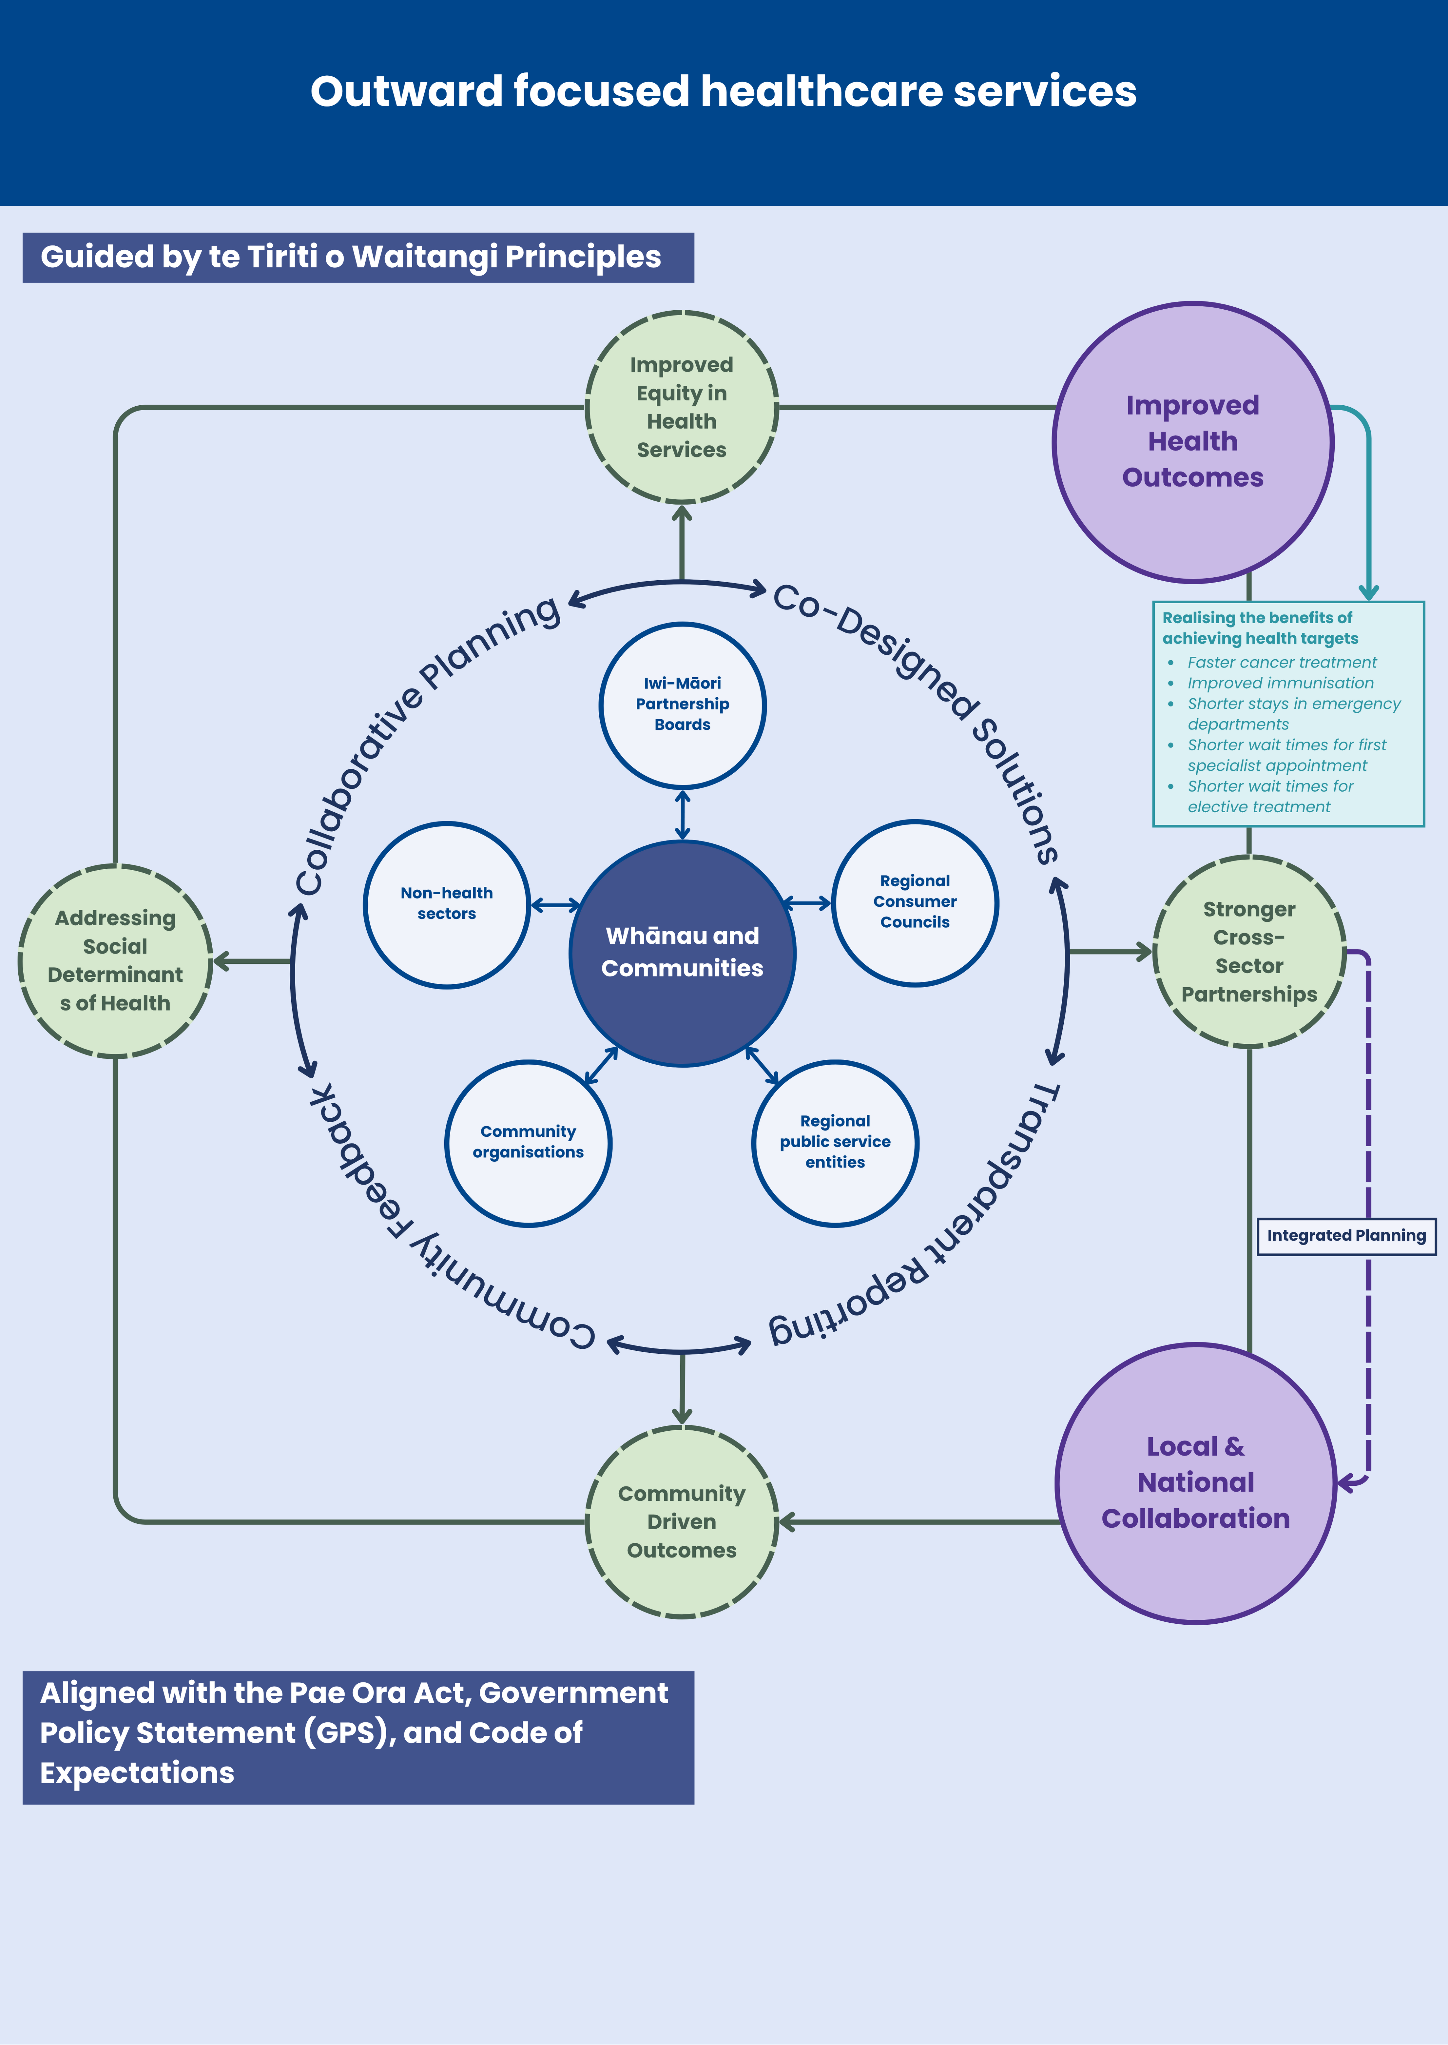 Outward focused healthcare services
Guided by te Tiriti o Waitangi Principles
Improved
Equity in
Health
Services
Improved
Health
Outcomes
Realising the benefits of
achieving health targets
• Faster cancer treatment
• Improved immunisation
• Shorter stays in emergency
departments
• Shorter wait times for first
specialist appointment
• Shorter wait times for
elective treatment
Collaborative Planning
Co-Designed Solutions
Iwi-Māori
Partnership
Boards
Non-health
sectors
Regional
Consumer
Councils
Whānau and
Communities
Addressing
Social
Determinant
s of Health
Stronger
Cross-
Sector
Partnerships
Community
organisations
Regional
public service
entities
Community Feedback
Transparent Reporting
Integrated Planning
Community
Driven
Outcomes
Local &
National
Collaboration
Aligned with the Pae Ora Act, Government
Policy Statement (GPS), and Code of
Expectations